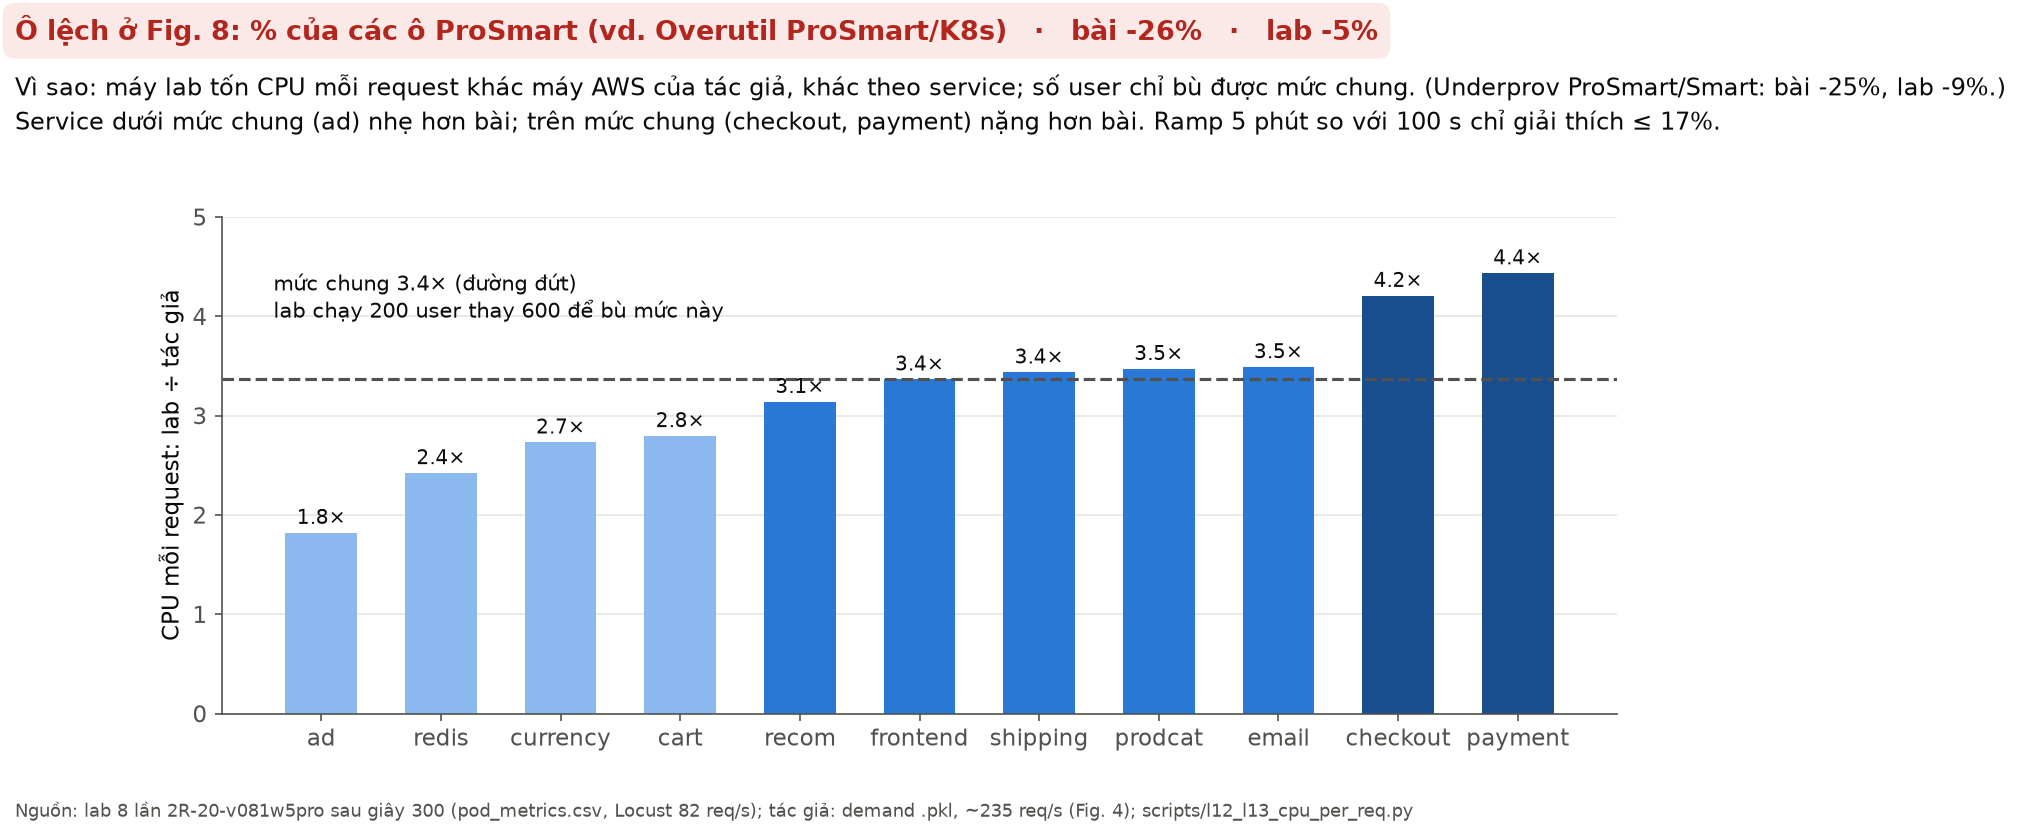 Ô lệch ở Fig. 8: % của các ô ProSmart (vd. Overutil ProSmart/K8s)   ·   bài -26%   ·   lab -5%
Vì sao: máy lab tốn CPU mỗi request khác máy AWS của tác giả, khác theo service; số user chỉ bù được mức chung. (Underprov ProSmart/Smart: bài -25%, lab -9%.)
Service dưới mức chung (ad) nhẹ hơn bài; trên mức chung (checkout, payment) nặng hơn bài. Ramp 5 phút so với 100 s chỉ giải thích ≤ 17%.
CPU mỗi request: lab ÷ tác giả
5
4
3
2
1
0
mức chung 3.4× (đường đứt)
lab chạy 200 user thay 600 để bù mức này
1.8×
2.4×
2.7×
2.8×
3.1×
3.4×
3.4×
3.5×
3.5×
4.2×
4.4×
ad
redis
currency
cart
recom
frontend
shipping
prodcat
email
checkout
payment
Nguồn: lab 8 lần 2R-20-v081w5pro sau giây 300 (pod_metrics.csv, Locust 82 req/s); tác giả: demand .pkl, ~235 req/s (Fig. 4); scripts/l12_l13_cpu_per_req.py